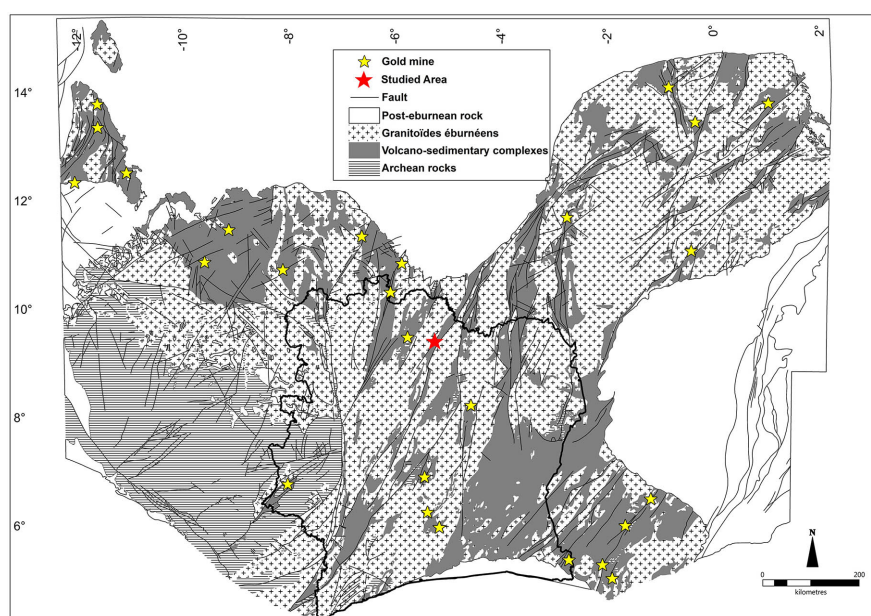 -12°
-10°
-8°
-6°
-4°
-2°
0°
2°
Gold mine
Studied Area
Fault
Post-eburnean rock
Granitoïdes éburnéens
Volcano-sedimentary complexes
Archean rocks
14°
12°
10°
8°
6°
N
0 200
kilometres